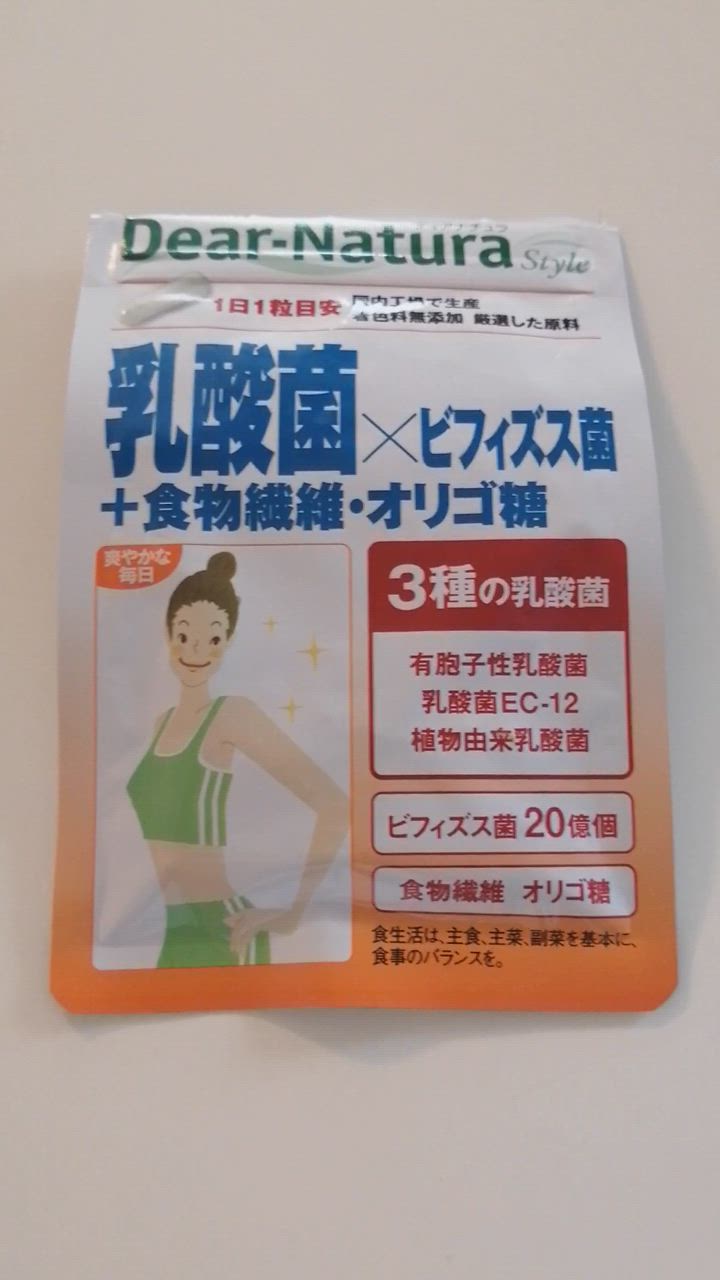 Dear-Natura Style
1日1粒目安
国内工場で生産
着色料無添加 厳選した原料
乳酸菌×ビフィズス菌
+食物繊維・オリゴ糖
爽やかな
毎日
3種の乳酸菌
有胞子性乳酸菌
乳酸菌EC-12
植物由来乳酸菌
ビフィズス菌 20億個
食物繊維 オリゴ糖
食生活は、主食、主菜、副菜を基本に、
食事のバランスを。